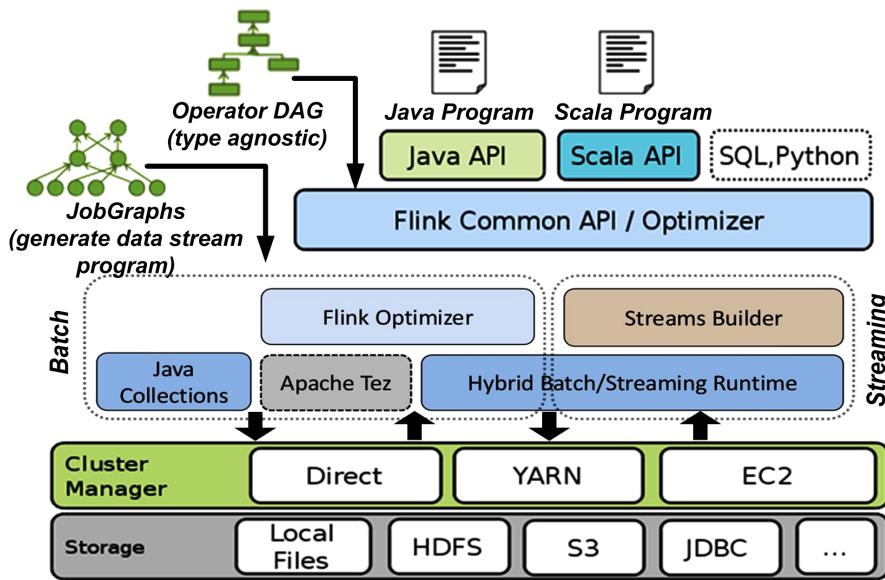 Operator DAG
(type agnostic)
Java Program
Scala Program
Java API
Scala API
SQL,Python
JobGraphs
(generate data stream
program)
Flink Common API / Optimizer
Batch
Flink Optimizer
Streams Builder
Streaming
Java
Collections
Apache Tez
Hybrid Batch/Streaming Runtime
Cluster
Manager
Direct
YARN
EC2
Storage
Local
Files
HDFS
S3
JDBC
...